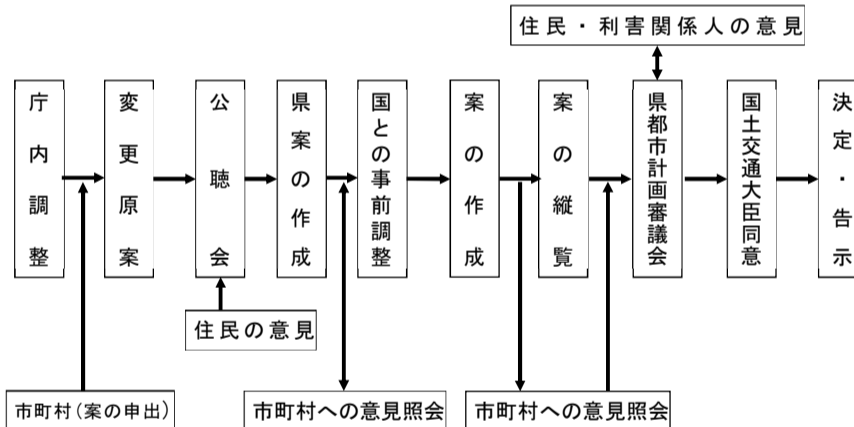 住民・利害関係人の意見
庁内調整
変更原案
公聴会
県案の作成
国との事前調整
案の作成
案の縦覧
県都市計画審議会
国土交通大臣同意
決定・告示
住民の意見
市町村(案の申出)
市町村への意見照会
市町村への意見照会